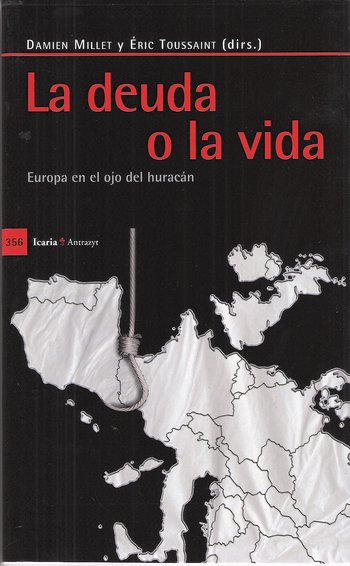 DAMIEN MILLET Y ÉRIC TOUSSAINT (dirs.)
La deuda
o la vida
Europa en el ojo del huracán
356 Icaria Antrazyt